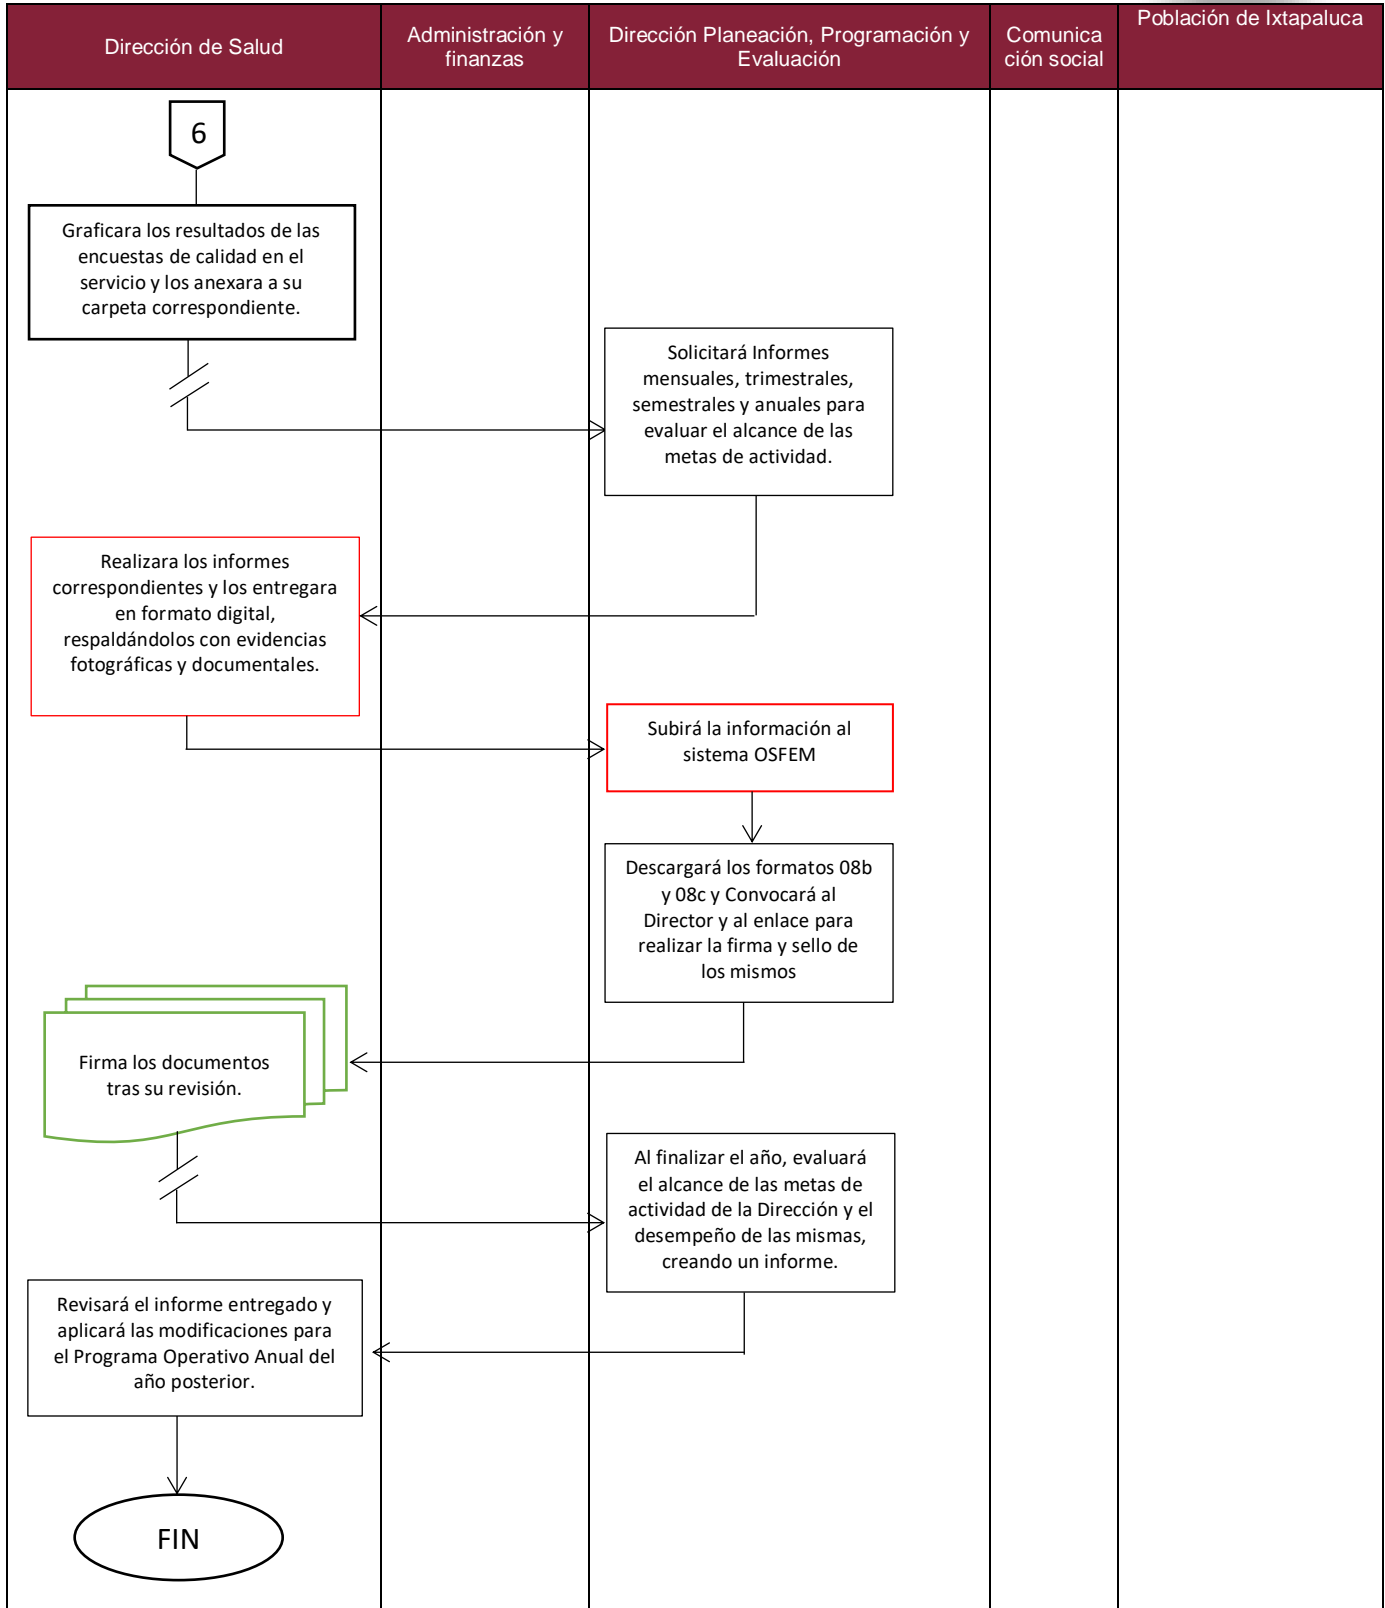 Dirección de Salud
Administración y
finanzas
Dirección Planeación, Programación y
Evaluación
Comunica
ción social
Población de Ixtapaluca
6
Graficara los resultados de las
encuestas de calidad en el
servicio y los anexara a su
carpeta correspondiente.
Solicitará Informes
mensuales, trimestrales,
semestrales y anuales para
evaluar el alcance de las
metas de actividad.
Realizara los informes
correspondientes y los entregara
en formato digital,
respaldándolos con evidencias
fotográficas y documentales.
Subirá la información al
sistema OSFEM
Descargará los formatos 08b
y 08c y Convocará al
Director y al enlace para
realizar la firma y sello de
los mismos
Firma los documentos
tras su revisión.
Al finalizar el año, evaluará
el alcance de las metas de
actividad de la Dirección y el
desempeño de las mismas,
creando un informe.
Revisará el informe entregado y
aplicará las modificaciones para
el Programa Operativo Anual del
año posterior.
FIN